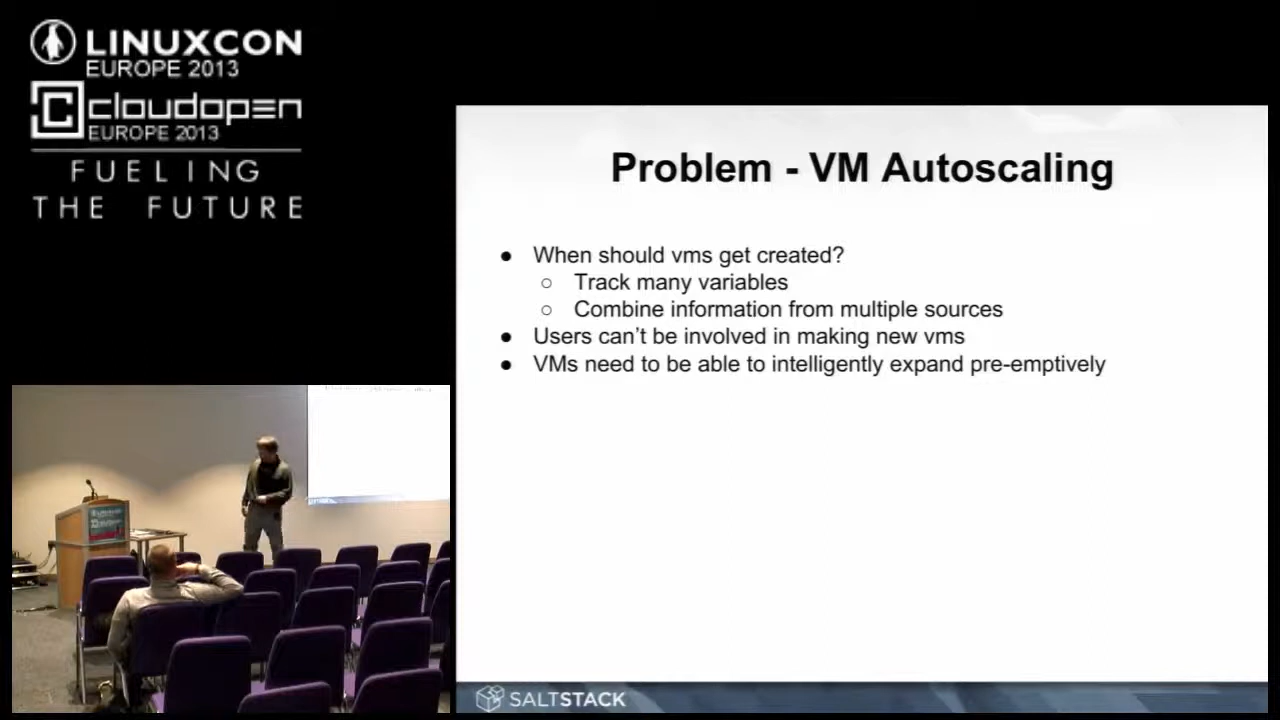 LINUXCON
EUROPE 2013
cloudopen
EUROPE 2013
FUELING
THE FUTURE
Problem - VM Autoscaling
● When should vms get created?
○ Track many variables
○ Combine information from multiple sources
● Users can't be involved in making new vms
● VMs need to be able to intelligently expand pre-emptively
SALTSTACK